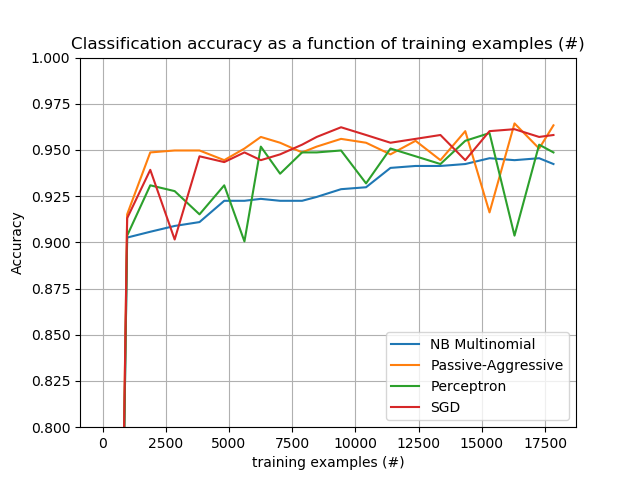 Classification accuracy as a function of training examples (#)
1.000
0.975
0.950
0.925
0.900
0.875
0.850
0.825
0.800
Accuracy
NB Multinomial
Passive-Aggressive
Perceptron
SGD
0 2500 5000 7500 10000 12500 15000 17500
training examples (#)